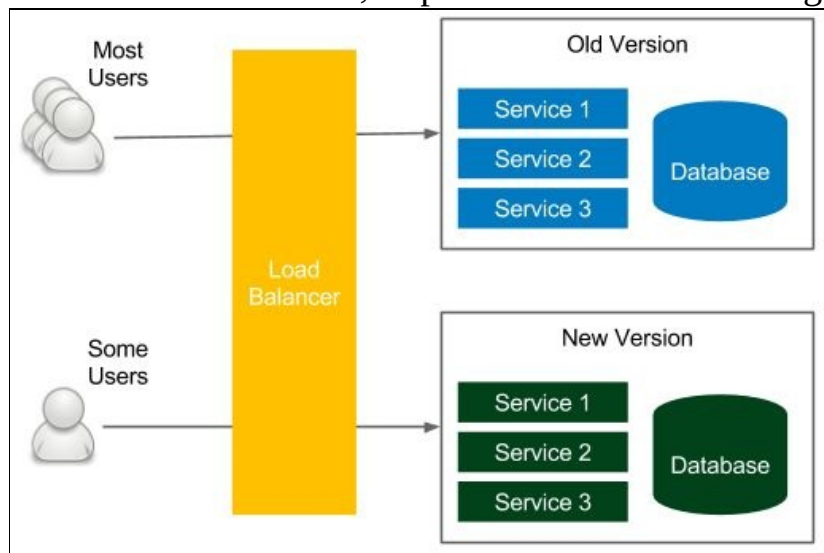 Most
Users
Old Version
Service 1
Service 2
Service 3
Database
Load
Balancer
Some
Users
New Version
Service 1
Service 2
Service 3
Database